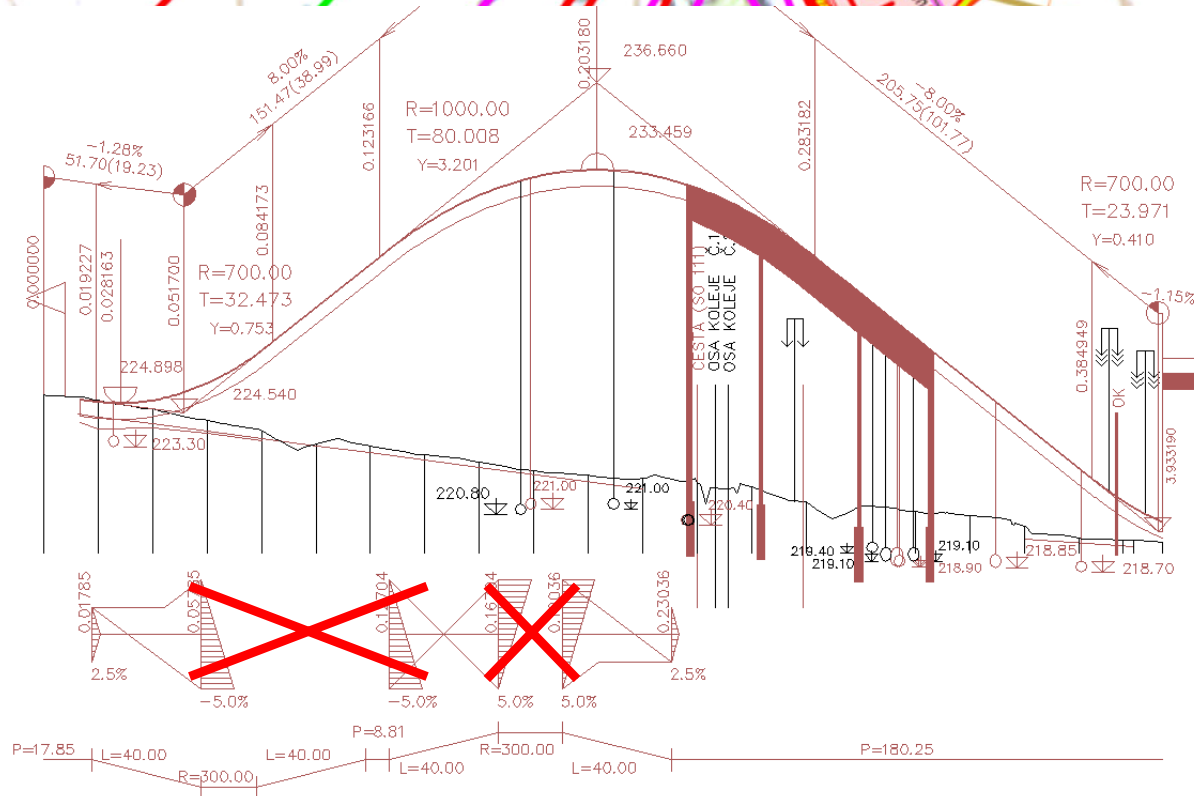 8.00%
151.47(38.99)
0.203180
236.660
-8.00%
205.75(101.77)
R=1000.00
T=80.008
Y=3.201
0.123166
233.459
0.283182
-1.28%
51.70(19.23)
R=700.00
T=23.971
Y=0.410
0.000000
0.019227
0.028163
0.051700
0.084173
R=700.00
T=32.473
Y=0.753
-1.15%
0.384949
224.898
224.540
CESTA (SO 111)
OSA KOLEJE
OSA KOLEJE
OK
3.933190
223.30
220.80
221.00
221.00
220.40
219.40
219.10
219.10
218.90
218.85
218.70
0.01785
0.23036
2.5%
-5.0%
-5.0%
5.0%
5.0%
2.5%
P=17.85
L=40.00
R=300.00
L=40.00
P=8.81
L=40.00
R=300.00
L=40.00
P=180.25